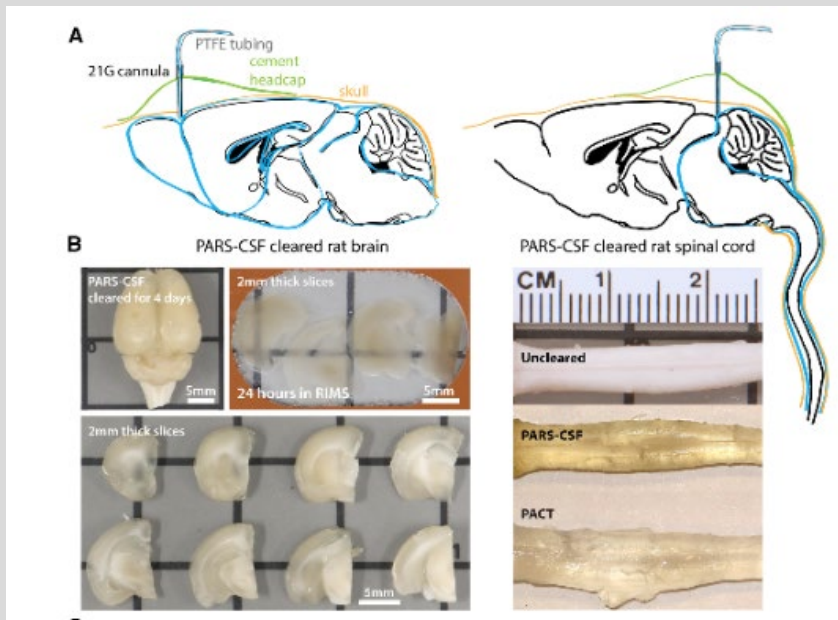 A
PTFE tubing
21G cannula
cement
headcap
skull
B
PARS-CSF cleared rat brain
PARS-CSF cleared rat spinal cord
PARS-CSF
cleared for 4 days
5mm
2mm thick slices
24 hours in RIMS
5mm
CM 1 2
Uncleared
PARS-CSF
PACT
2mm thick slices
5mm